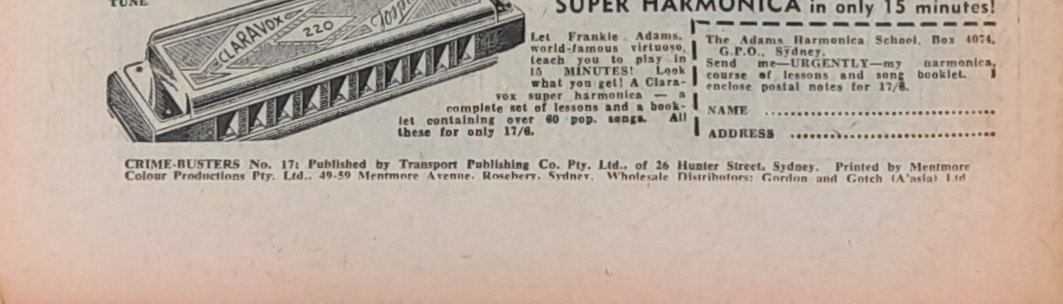 TUNE
CLARAVOX
220
SUPER HARMONICA in only 15 minutes!
Let Frankie Adams,
world-famous virtuoso,
teach you to play in
15 MINUTES! Look
what you get! A Clara-
vox super harmonica — a
complete set of lessons and a book-
let containing over 60 pop. songs. All
these for only 17/6.
The Adams Harmonica School, Box 4074,
G.P.O., Sydney.
Send me—URGENTLY—my harmonica,
course of lessons and song booklet. I
enclose postal notes for 17/6.
NAME
ADDRESS
CRIME-BUSTERS No. 17: Published by Transport Publishing Co. Pty. Ltd., of 26 Hunter Street, Sydney. Printed by Mentmore
Colour Productions Pty. Ltd., 49-59 Mentmore Avenue, Rosebery, Sydney. Wholesale Distributors: Gordon and Gotch (A'asia) Ltd